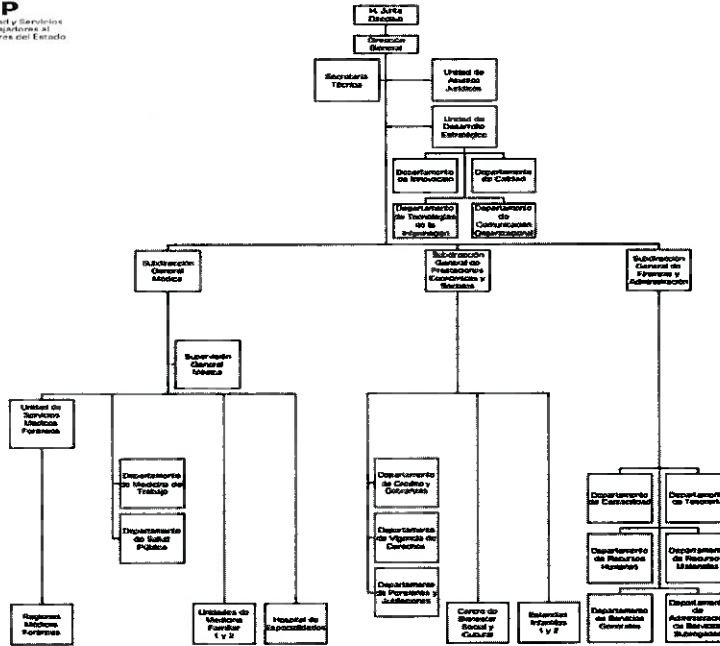 P
y Servicios
ajadores al
res del Estado
H. Junta
Directiva
Dirección
General
Secretaría
Técnica
Unidad de
Asuntos
Jurídicos
Unidad de
Desarrollo
Estratégico
Departamento
de Innovación
Departamento
de Calidad
Departamento
de Tecnologías
de la
Información
Departamento
de
Comunicación
Organizacional
Subdirección
General
Médica
Subdirección
General de
Prestaciones
Económicas y
Sociales
Subdirección
General de
Finanzas y
Administración
Supervisión
General
Médica
Unidad de
Servicios
Médicos
Foráneos
Departamento
de Medicina del
Trabajo
Departamento
de Salud
Pública
Departamento
de Crédito y
Cobranzas
Departamento
de Vigencia de
Derechos
Departamento
de Pensiones y
Jubilaciones
Departamento
de Contabilidad
Departamento
de Tesorería
Departamento
de Recursos
Humanos
Departamento
de Recursos
Materiales
Departamento
de Servicios
Generales
Departamento
de
Administración
de Servicios
Subrogados
Regiones
Médicas
Foráneas
Unidades de
Medicina
Familiar
1 y 2
Hospital de
Especialidades
Centro de
Bienestar
Social y
Cultural
Estancias
Infantiles
1 y 2